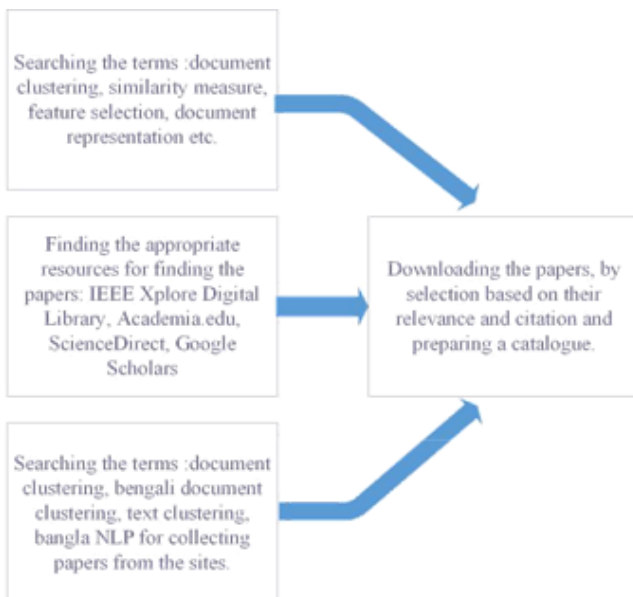 Searching the terms :document
clustering, similarity measure,
feature selection, document
representation etc.
Finding the appropriate
resources for finding the
papers: IEEE Xplore Digital
Library, Academia.edu,
ScienceDirect, Google
Scholars
Downloading the papers, by
selection based on their
relevance and citation and
preparing a catalogue.
Searching the terms :document
clustering, bengali document
clustering, text clustering,
bangla NLP for collecting
papers from the sites.